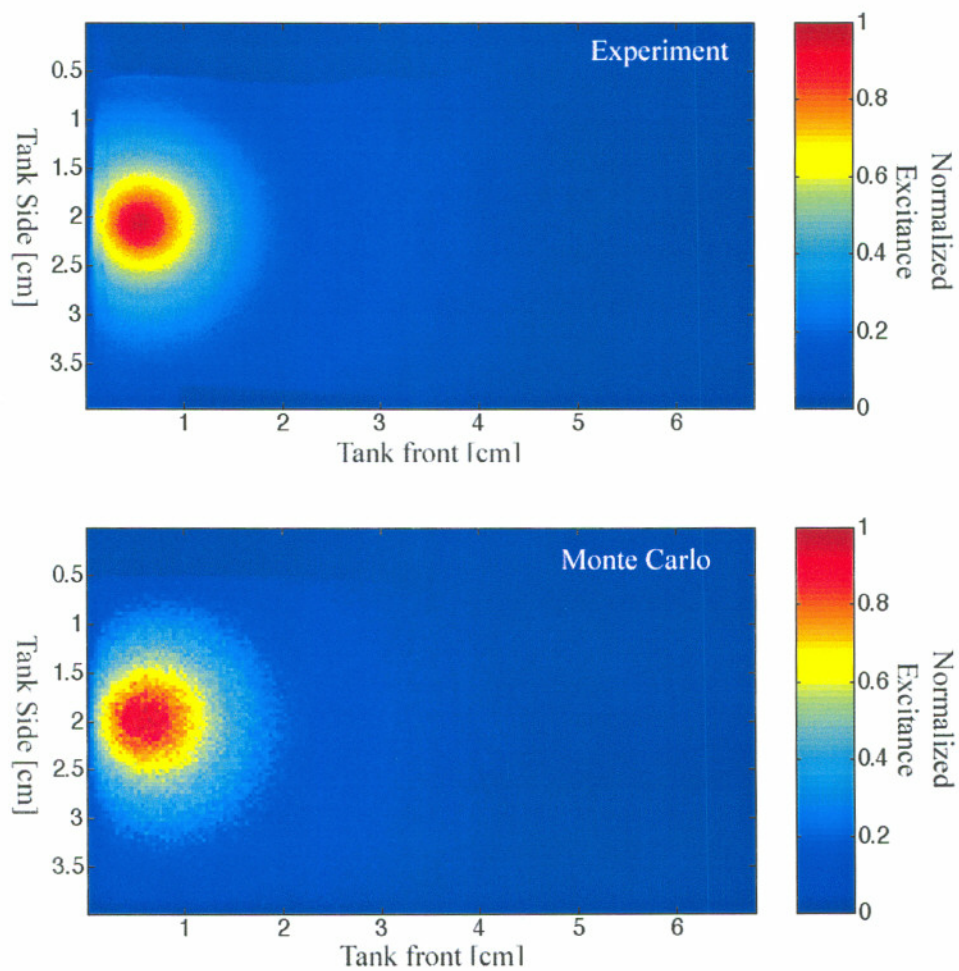 Experiment
0.5
1
1.5
2
2.5
3
3.5
Tank Side [cm]
1 2 3 4 5 6
Tank front [cm]
1
0.8
0.6
0.4
0.2
0
Normalized
Excitance
Monte Carlo
0.5
1
1.5
2
2.5
3
3.5
Tank Side [cm]
1 2 3 4 5 6
Tank front [cm]
1
0.8
0.6
0.4
0.2
0
Normalized
Excitance